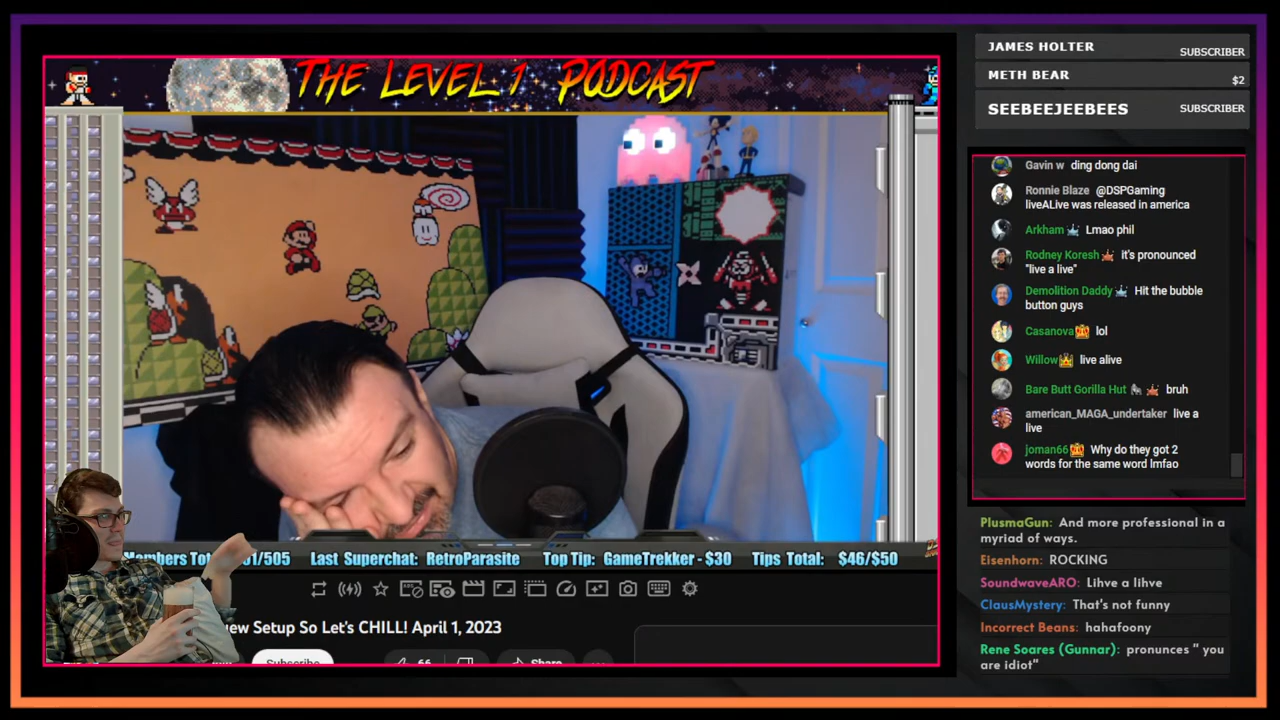 THE LEVEL 1 PODCAST
JAMES HOLTER
SUBSCRIBER
METH BEAR
$2
SEEBEEJEEBEES
SUBSCRIBER
Gavin w ding dong dai
Ronnie Blaze @DSPGaming
liveALive was released in america
Arkham Lmao phil
Rodney Koresh it's pronounced
"live a live"
Demolition Daddy Hit the bubble
button guys
Casanova lol
Willow live alive
Bare Butt Gorilla Hut bruh
american_MAGA_undertaker live a
live
joman66 Why do they got 2
words for the same word lmfao
PlusmaGun: And more professional in a
myriad of ways.
Eisenhorn: ROCKING
SoundwaveARO: Lihve a lihve
ClausMystery: That's not funny
Incorrect Beans: hahafoony
Rene Soares (Gunnar): pronunces " you
are idiot"
1/505 Last Superchat: RetroParasite Top Tip: GameTrekker - $30 Tips Total: $46/$50
Setup So Let's CHILL! April 1, 2023
Subscribe
66
Share